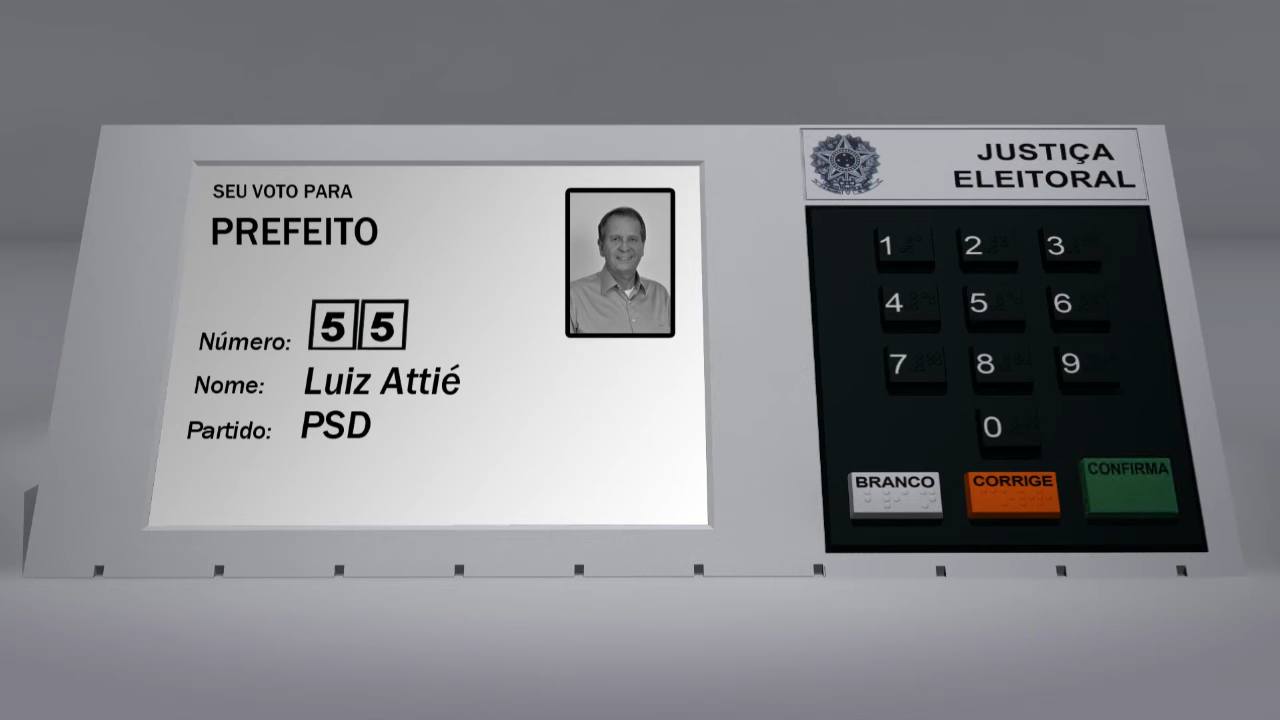 SEU VOTO PARA
PREFEITO
Número: 55
Nome: Luiz Attié
Partido: PSD
JUSTIÇA
ELEITORAL
1 2 3
4 5 6
7 8 9
0
BRANCO CORRIGE CONFIRMA